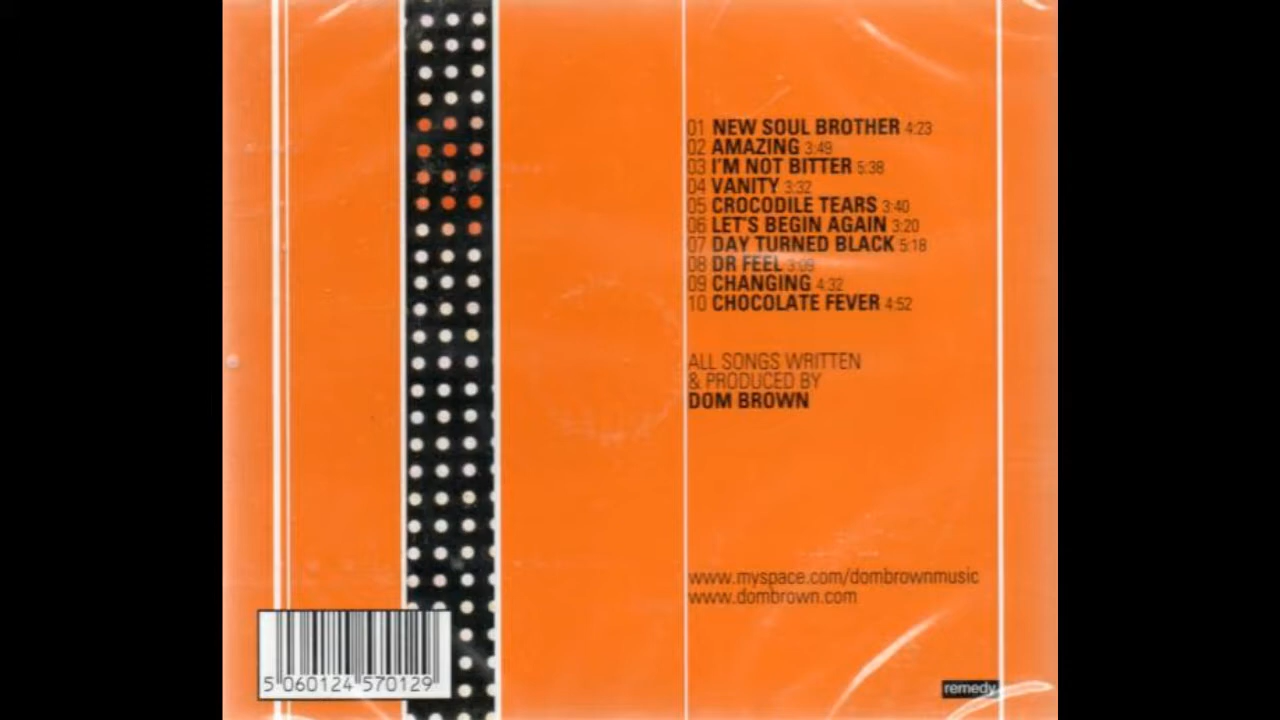 01 NEW SOUL BROTHER 4:23
02 AMAZING 3:49
03 I'M NOT BITTER 5:38
04 VANITY 3:32
05 CROCODILE TEARS 3:40
06 LET'S BEGIN AGAIN 3:20
07 DAY TURNED BLACK 5:18
08 DR FEEL
09 CHANGING 4:32
10 CHOCOLATE FEVER 4:52
ALL SONGS WRITTEN
& PRODUCED BY
DOM BROWN
www.myspace.com/dombrownmusic
www.dombrown.com
5 060124 570129
remedy